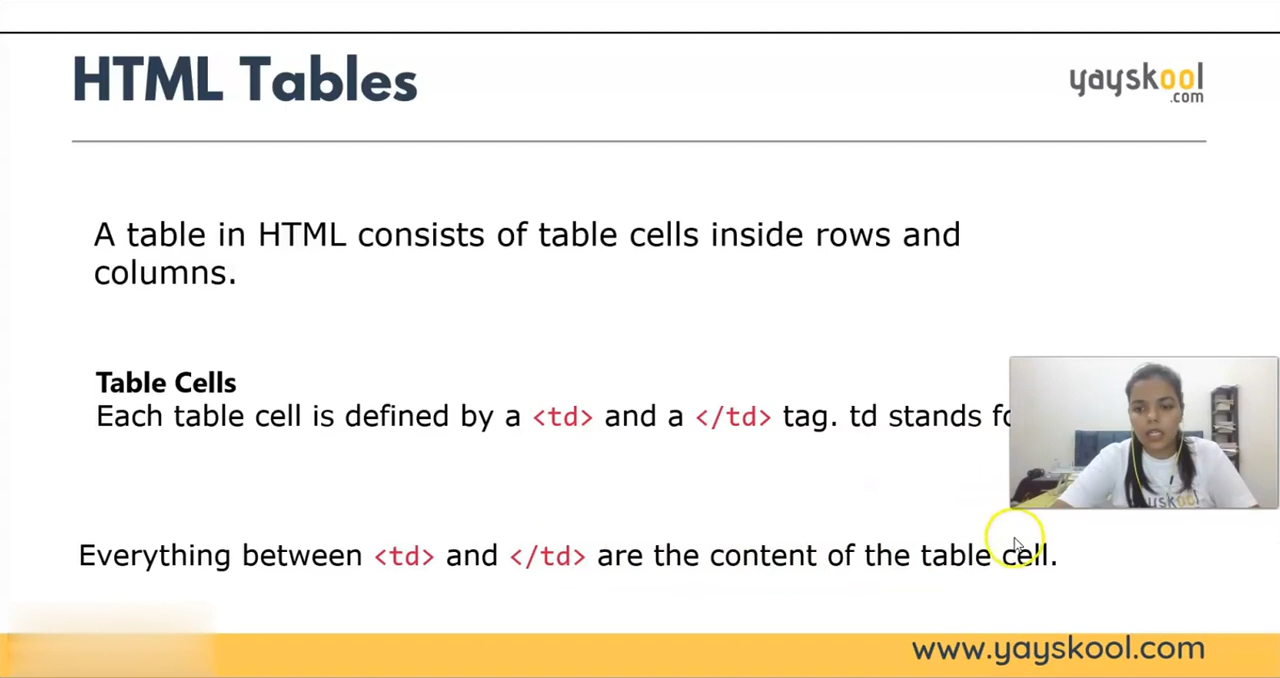 HTML Tables
yayskool
.com
A table in HTML consists of table cells inside rows and
columns.
Table Cells
Each table cell is defined by a <td> and a </td> tag. td stands
yayskool
Everything between <td> and </td> are the content of the table cell.
www.yayskool.com